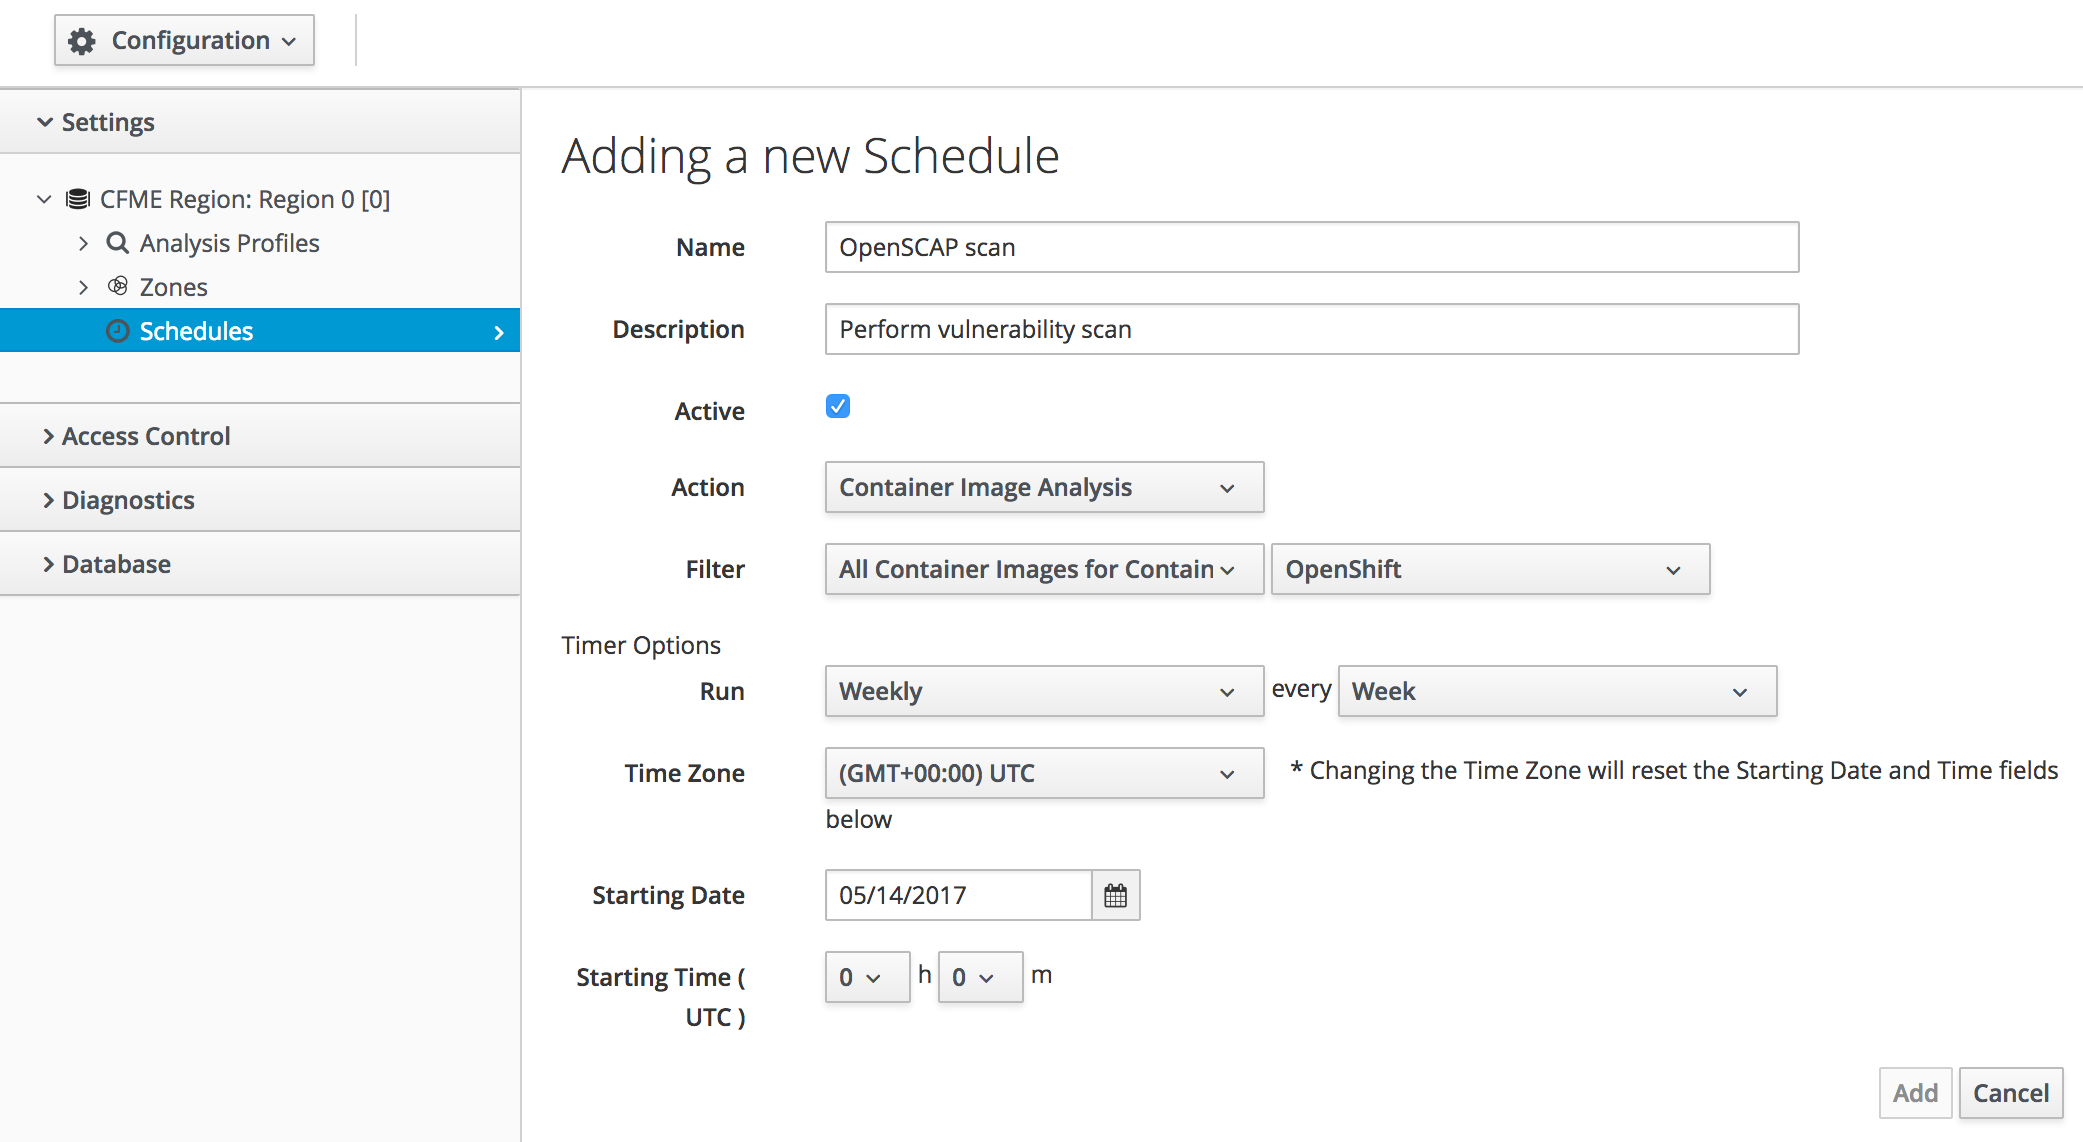 Configuration
Settings
CFME Region: Region 0 [0]
Analysis Profiles
Zones
Schedules
Access Control
Diagnostics
Database
Adding a new Schedule
Name OpenSCAP scan
Description Perform vulnerability scan
Active
Action Container Image Analysis
Filter All Container Images for Contain OpenShift
Timer Options
Run Weekly every Week
Time Zone (GMT+00:00) UTC * Changing the Time Zone will reset the Starting Date and Time fields
below
Starting Date 05/14/2017
Starting Time ( 0 h 0 m
UTC )
Add Cancel